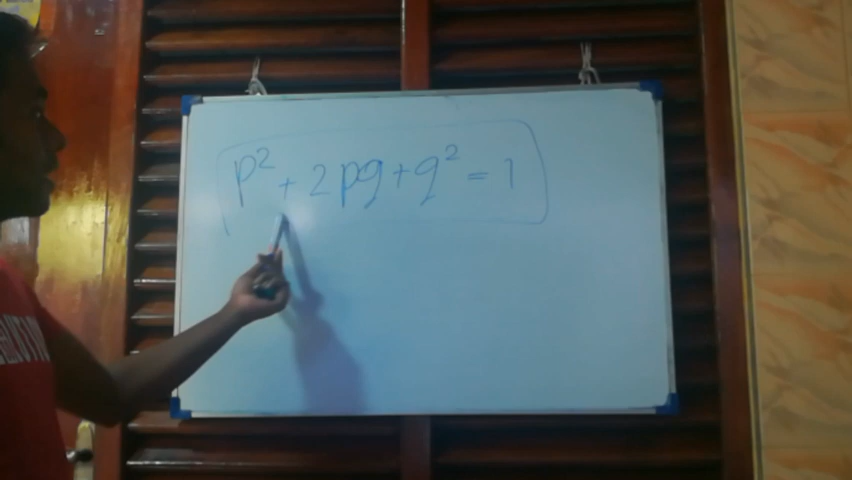 p² + 2pq + q² = 1